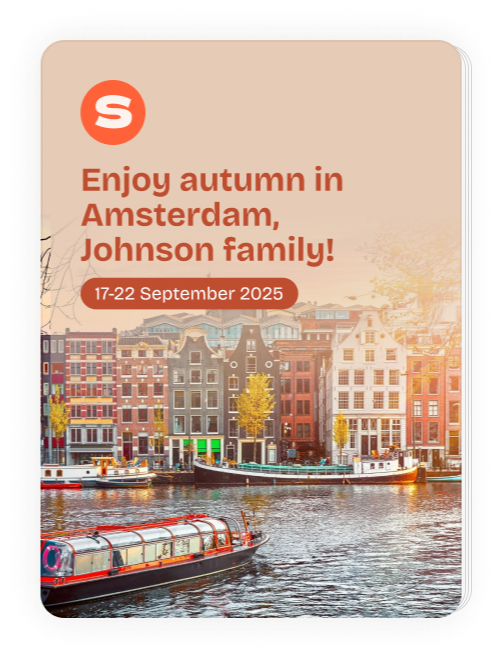 S
Enjoy autumn in
Amsterdam,
Johnson family!
17-22 September 2025